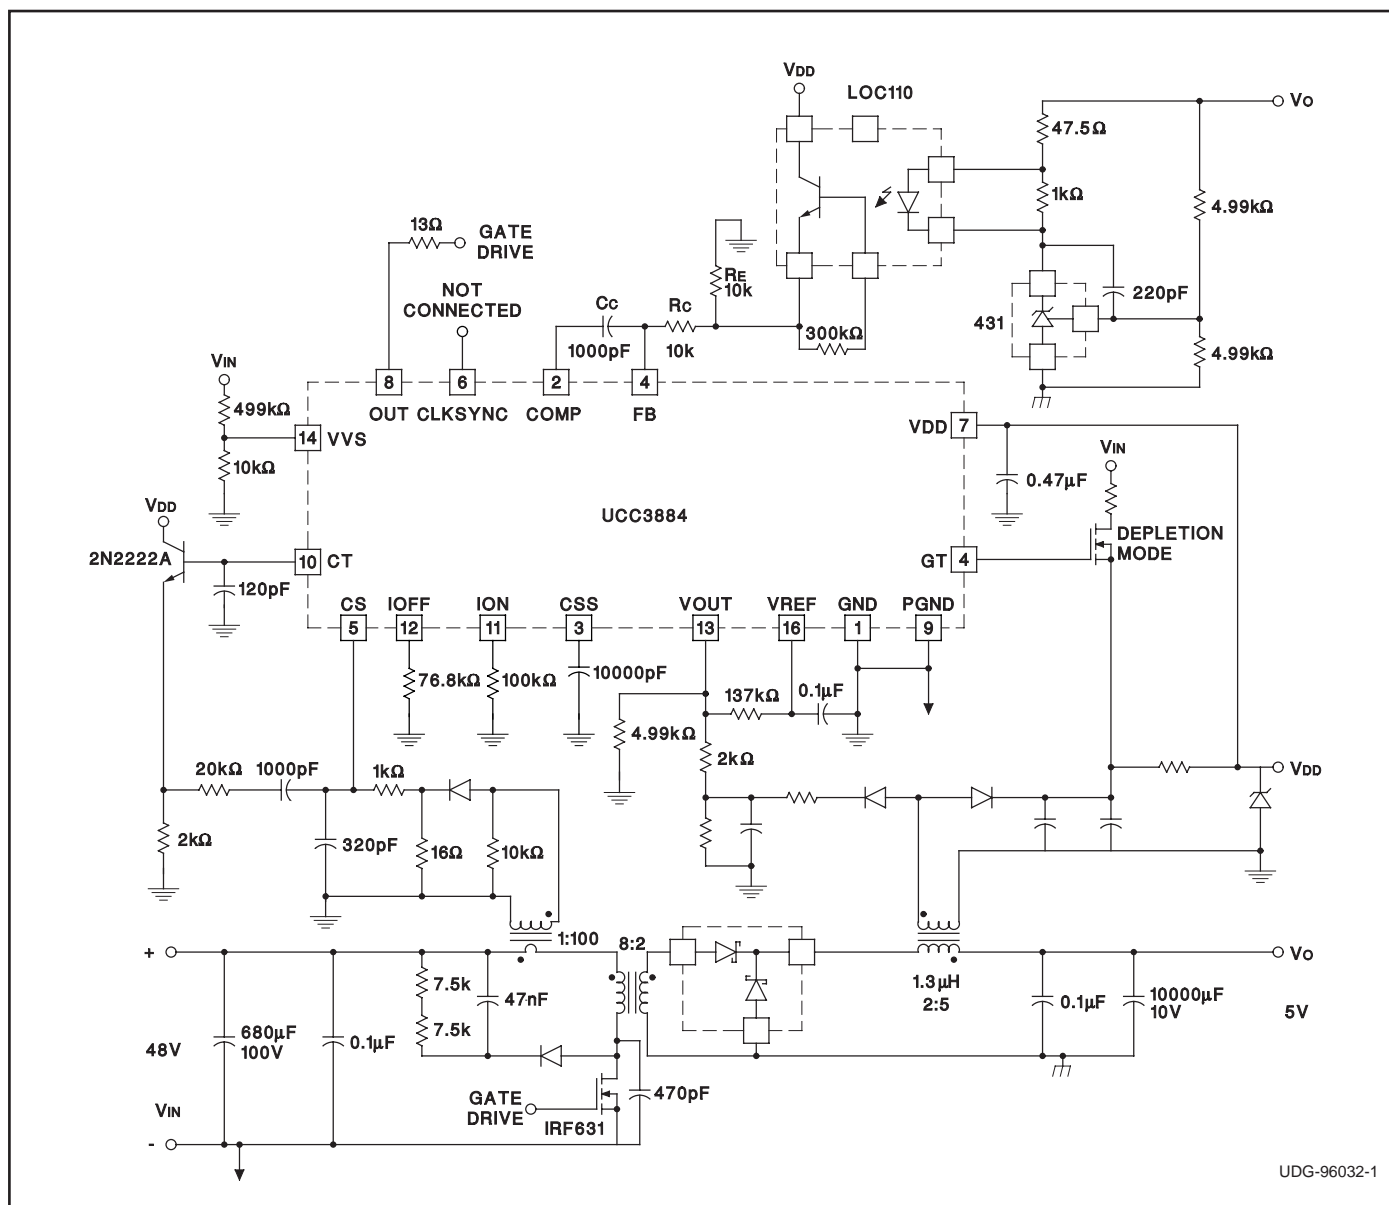 VDD
LOC110
VO
47.5Ω
1kΩ
4.99kΩ
13Ω
GATE
DRIVE
NOT
CONNECTED
RE
10k
CC
1000pF
RC
10k
300kΩ
431
220pF
4.99kΩ
VIN
499kΩ
10kΩ
8
6
2
4
OUT
CLKSYNC
COMP
FB
14
VVS
VDD
7
0.47µF
VIN
UCC3884
DEPLETION
MODE
VDD
2N2222A
10
CT
120pF
GT
4
CS
IOFF
ION
CSS
VOUT
VREF
GND
PGND
5
12
11
3
13
16
1
9
76.8kΩ
100kΩ
10000pF
137kΩ
0.1µF
4.99kΩ
2kΩ
20kΩ
1000pF
1kΩ
VDD
2kΩ
320pF
16Ω
10kΩ
1:100
8:2
+
VO
7.5k
47nF
7.5k
1.3µH
2:5
0.1µF
10000µF
10V
5V
48V
680µF
100V
0.1µF
470pF
GATE
DRIVE
IRF631
VIN
-
UDG-96032-1